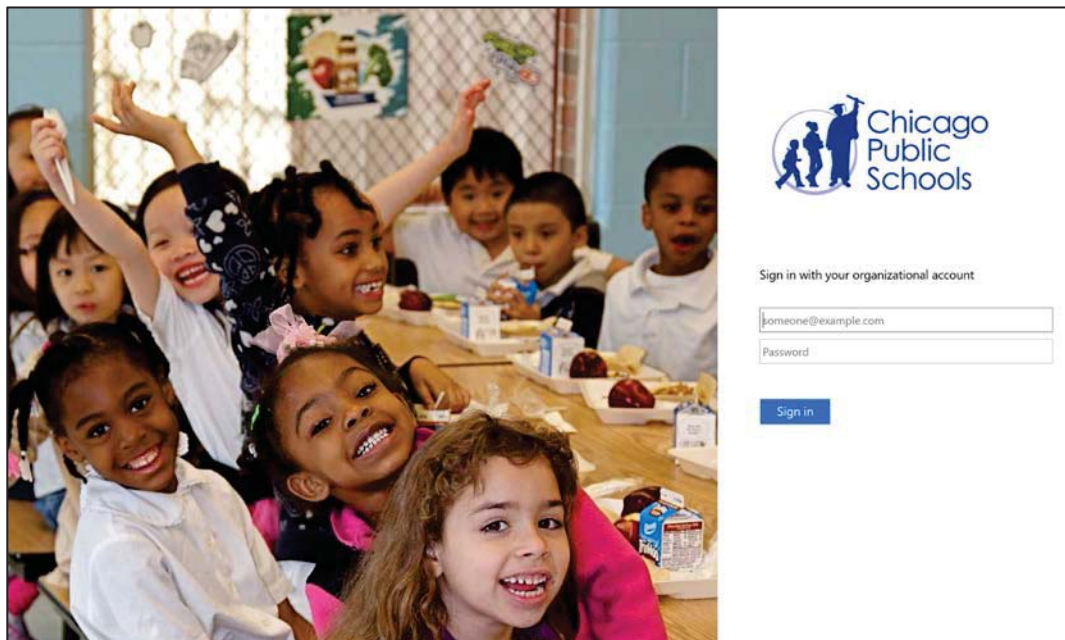 Chicago
Public
Schools
Sign in with your organizational account
someone@example.com
Password
Sign in